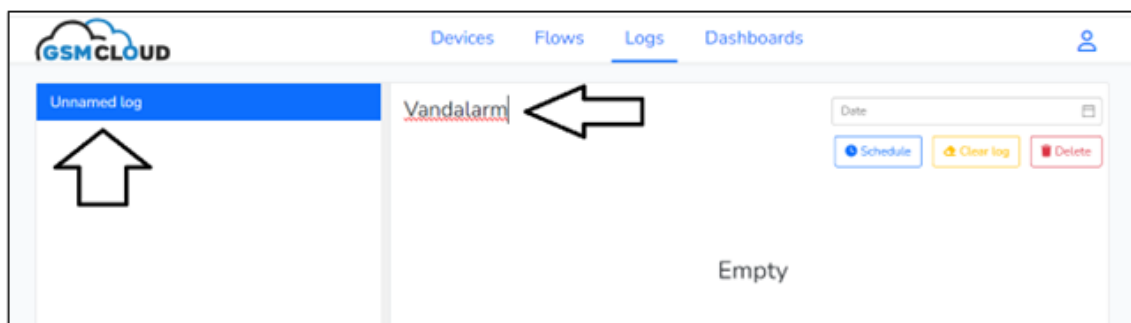 GSMCLOUD
Devices Flows Logs Dashboards
Unnamed log
Vandalarm
Date
Schedule Clear log Delete
Empty